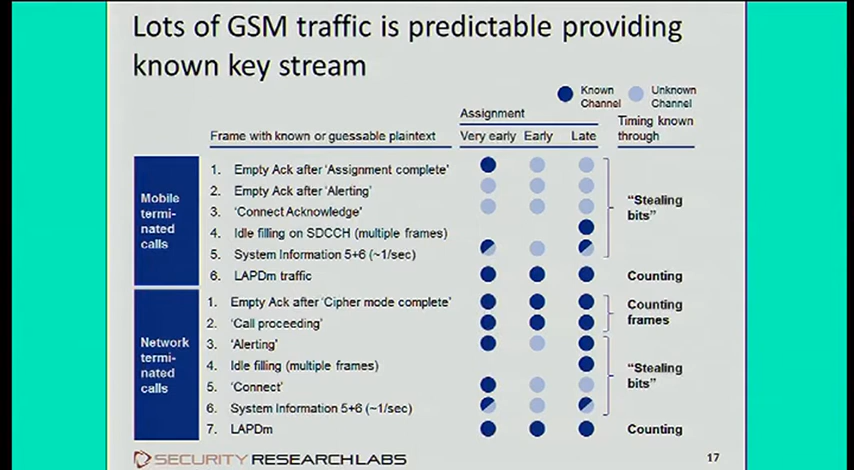 Lots of GSM traffic is predictable providing
known key stream
Known
Channel
Unknown
Channel
Assignment
Timing known
through
Frame with known or guessable plaintext
Very early
Early
Late
Mobile
termi-
nated
calls
1. Empty Ack after 'Assignment complete'
2. Empty Ack after 'Alerting'
3. 'Connect Acknowledge'
4. Idle filling on SDCCH (multiple frames)
5. System Information 5+6 (~1/sec)
6. LAPDm traffic
"Stealing
bits"
Counting
Network
termi-
nated
calls
1. Empty Ack after 'Cipher mode complete'
2. 'Call proceeding'
3. 'Alerting'
4. Idle filling (multiple frames)
5. 'Connect'
6. System Information 5+6 (~1/sec)
7. LAPDm
Counting
frames
"Stealing
bits"
Counting
SECURITY RESEARCH LABS
17